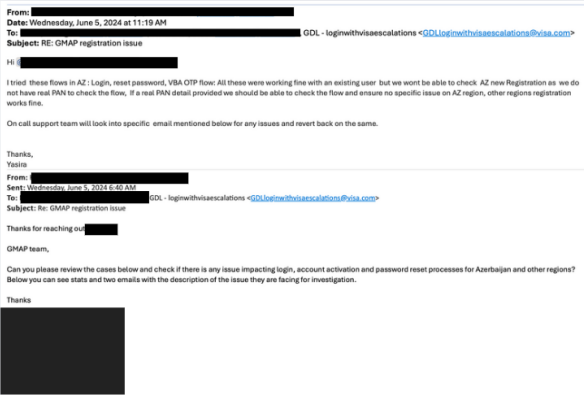 From:
Date: Wednesday, June 5, 2024 at 11:19 AM
To: , GDL - loginwithvisaescalations <GDLloginwithvisaescalations@visa.com>
Subject: RE: GMAP registration issue
Hi
I tried these flows in AZ : Login, reset password, VBA OTP flow: All these were working fine with an existing user but we wont be able to check AZ new Registration as we do
not have real PAN to check the flow, If a real PAN detail provided we should be able to check the flow and ensure no specific issue on AZ region, other regions registration
works fine.
On call support team will look into specific email mentioned below for any issues and revert back on the same.
Thanks,
Yasira
From:
Sent: Wednesday, June 5, 2024 6:40 AM
To: GDL - loginwithvisaescalations <GDLloginwithvisaescalations@visa.com>
Subject: Re: GMAP registration issue
Thanks for reaching out
GMAP team,
Can you please review the cases below and check if there is any issue impacting login, account activation and password reset processes for Azerbaijan and other regions?
Below you can see stats and two emails with the description of the issue they are facing for investigation.
Thanks